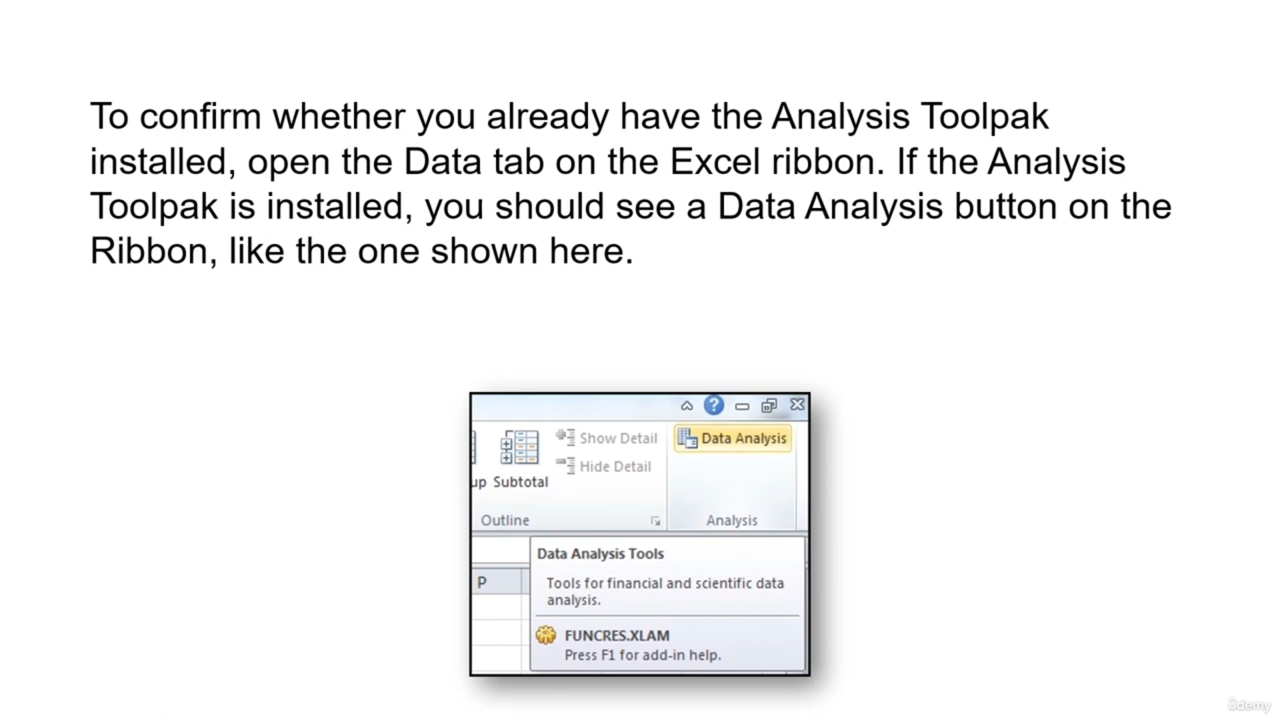 To confirm whether you already have the Analysis Toolpak
installed, open the Data tab on the Excel ribbon. If the Analysis
Toolpak is installed, you should see a Data Analysis button on the
Ribbon, like the one shown here.
Show Detail
Data Analysis
Hide Detail
up Subtotal
Outline
Analysis
Data Analysis Tools
P
Tools for financial and scientific data
analysis.
FUNCRES.XLAM
Press F1 for add-in help.
ûdemy